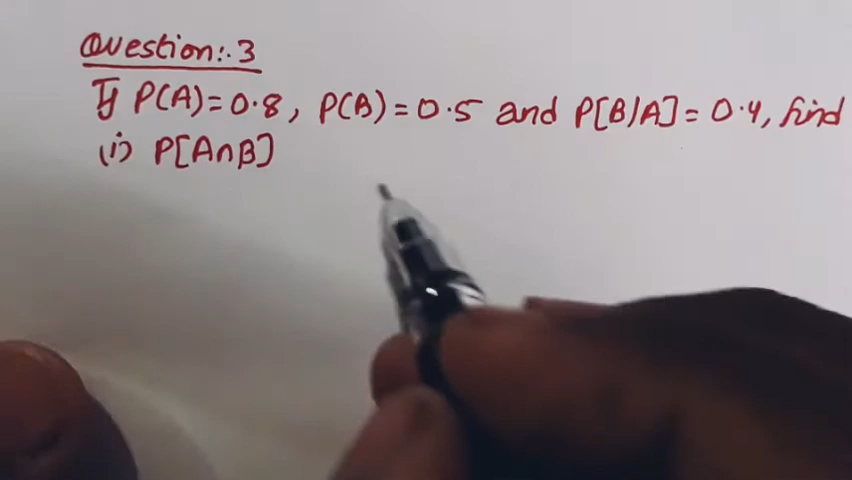 Question:. 3
If P(A) = 0.8, P(B) = 0.5 and P[B/A] = 0.4, find
(i) P[A∩B]